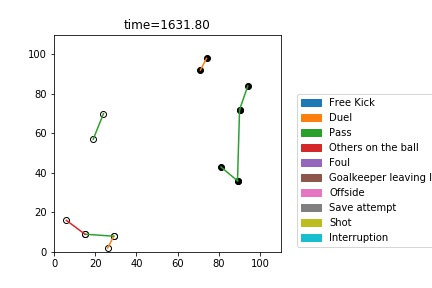 time=1631.80
100
80
60
40
20
0
0 20 40 60 80 100
Free Kick
Duel
Pass
Others on the ball
Foul
Goalkeeper leaving l
Offside
Save attempt
Shot
Interruption